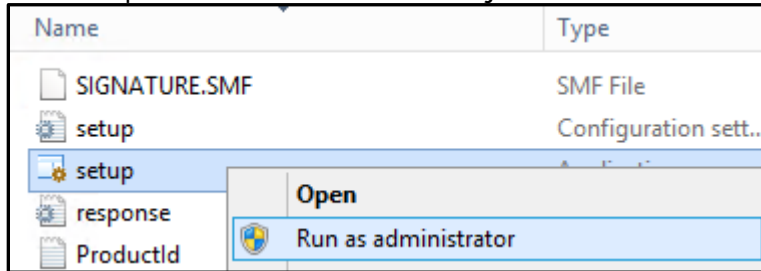 Name Type
SIGNATURE.SMF SMF File
setup Configuration sett...
setup
Open
response
Run as administrator
ProductId